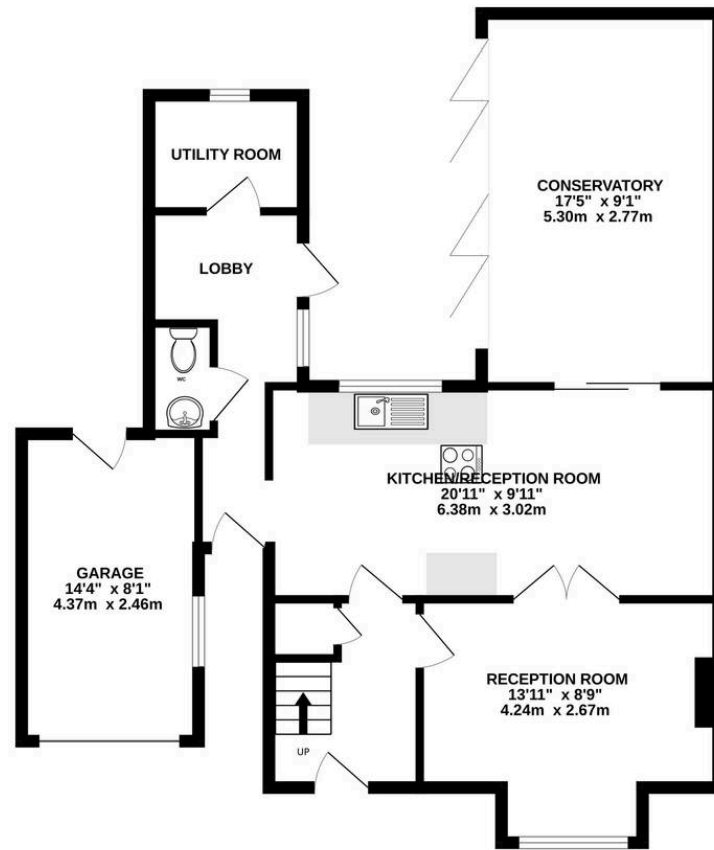 UTILITY ROOM
CONSERVATORY
17'5" x 9'1"
5.30m x 2.77m
LOBBY
WC
KITCHEN/RECEPTION ROOM
20'11" x 9'11"
6.38m x 3.02m
GARAGE
14'4" x 8'1"
4.37m x 2.46m
RECEPTION ROOM
13'11" x 8'9"
4.24m x 2.67m
UP